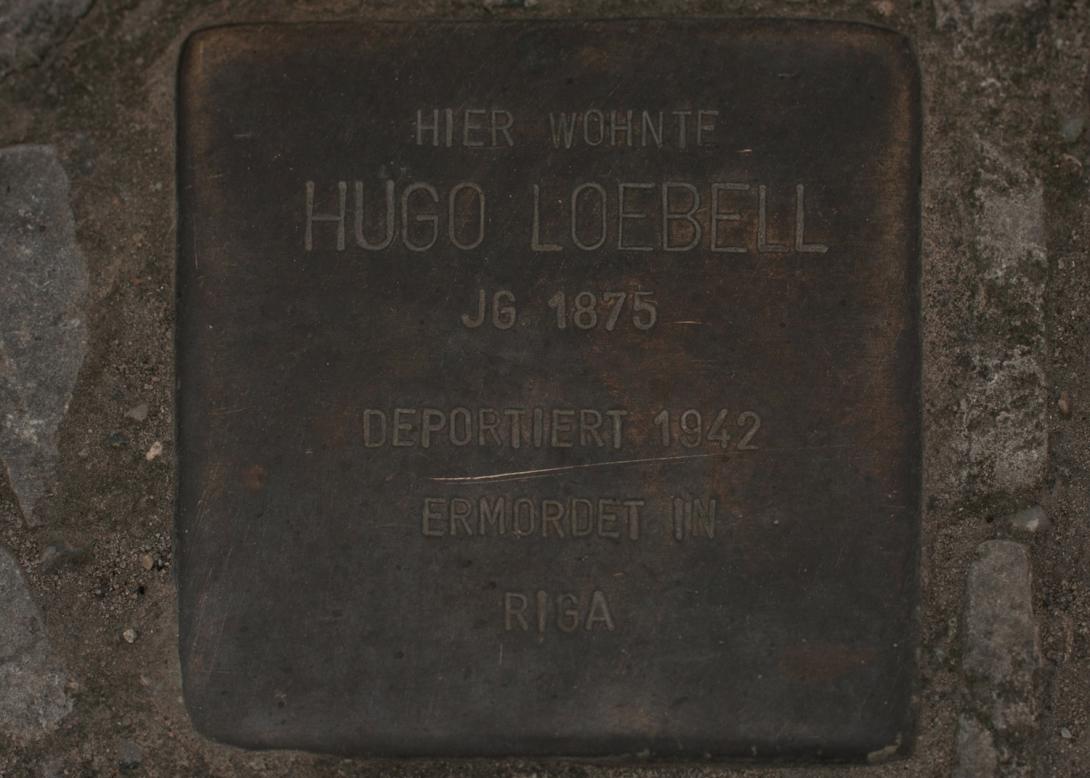 HIER WOHNTE
HUGO LOEBELL
JG. 1875
DEPORTIERT 1942
ERMORDET IN
RIGA